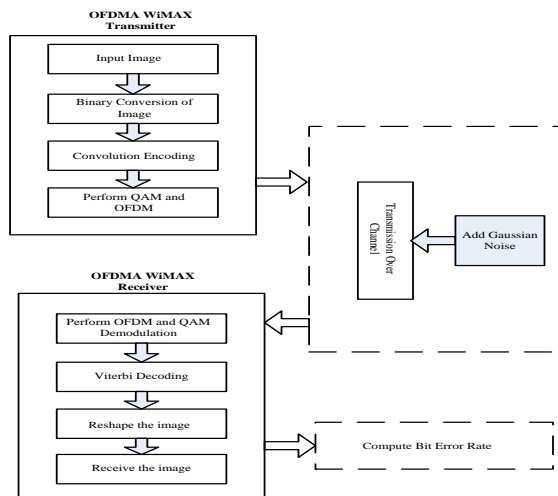 OFDMA WiMAX
Transmitter
Input Image
Binary Conversion of
Image
Convolution Encoding
Perform QAM and
OFDM
Transmission Over
Channel
Add Gaussian
Noise
OFDMA WiMAX
Receiver
Perform OFDM and QAM
Demodulation
Viterbi Decoding
Reshape the image
Receive the image
Compute Bit Error Rate